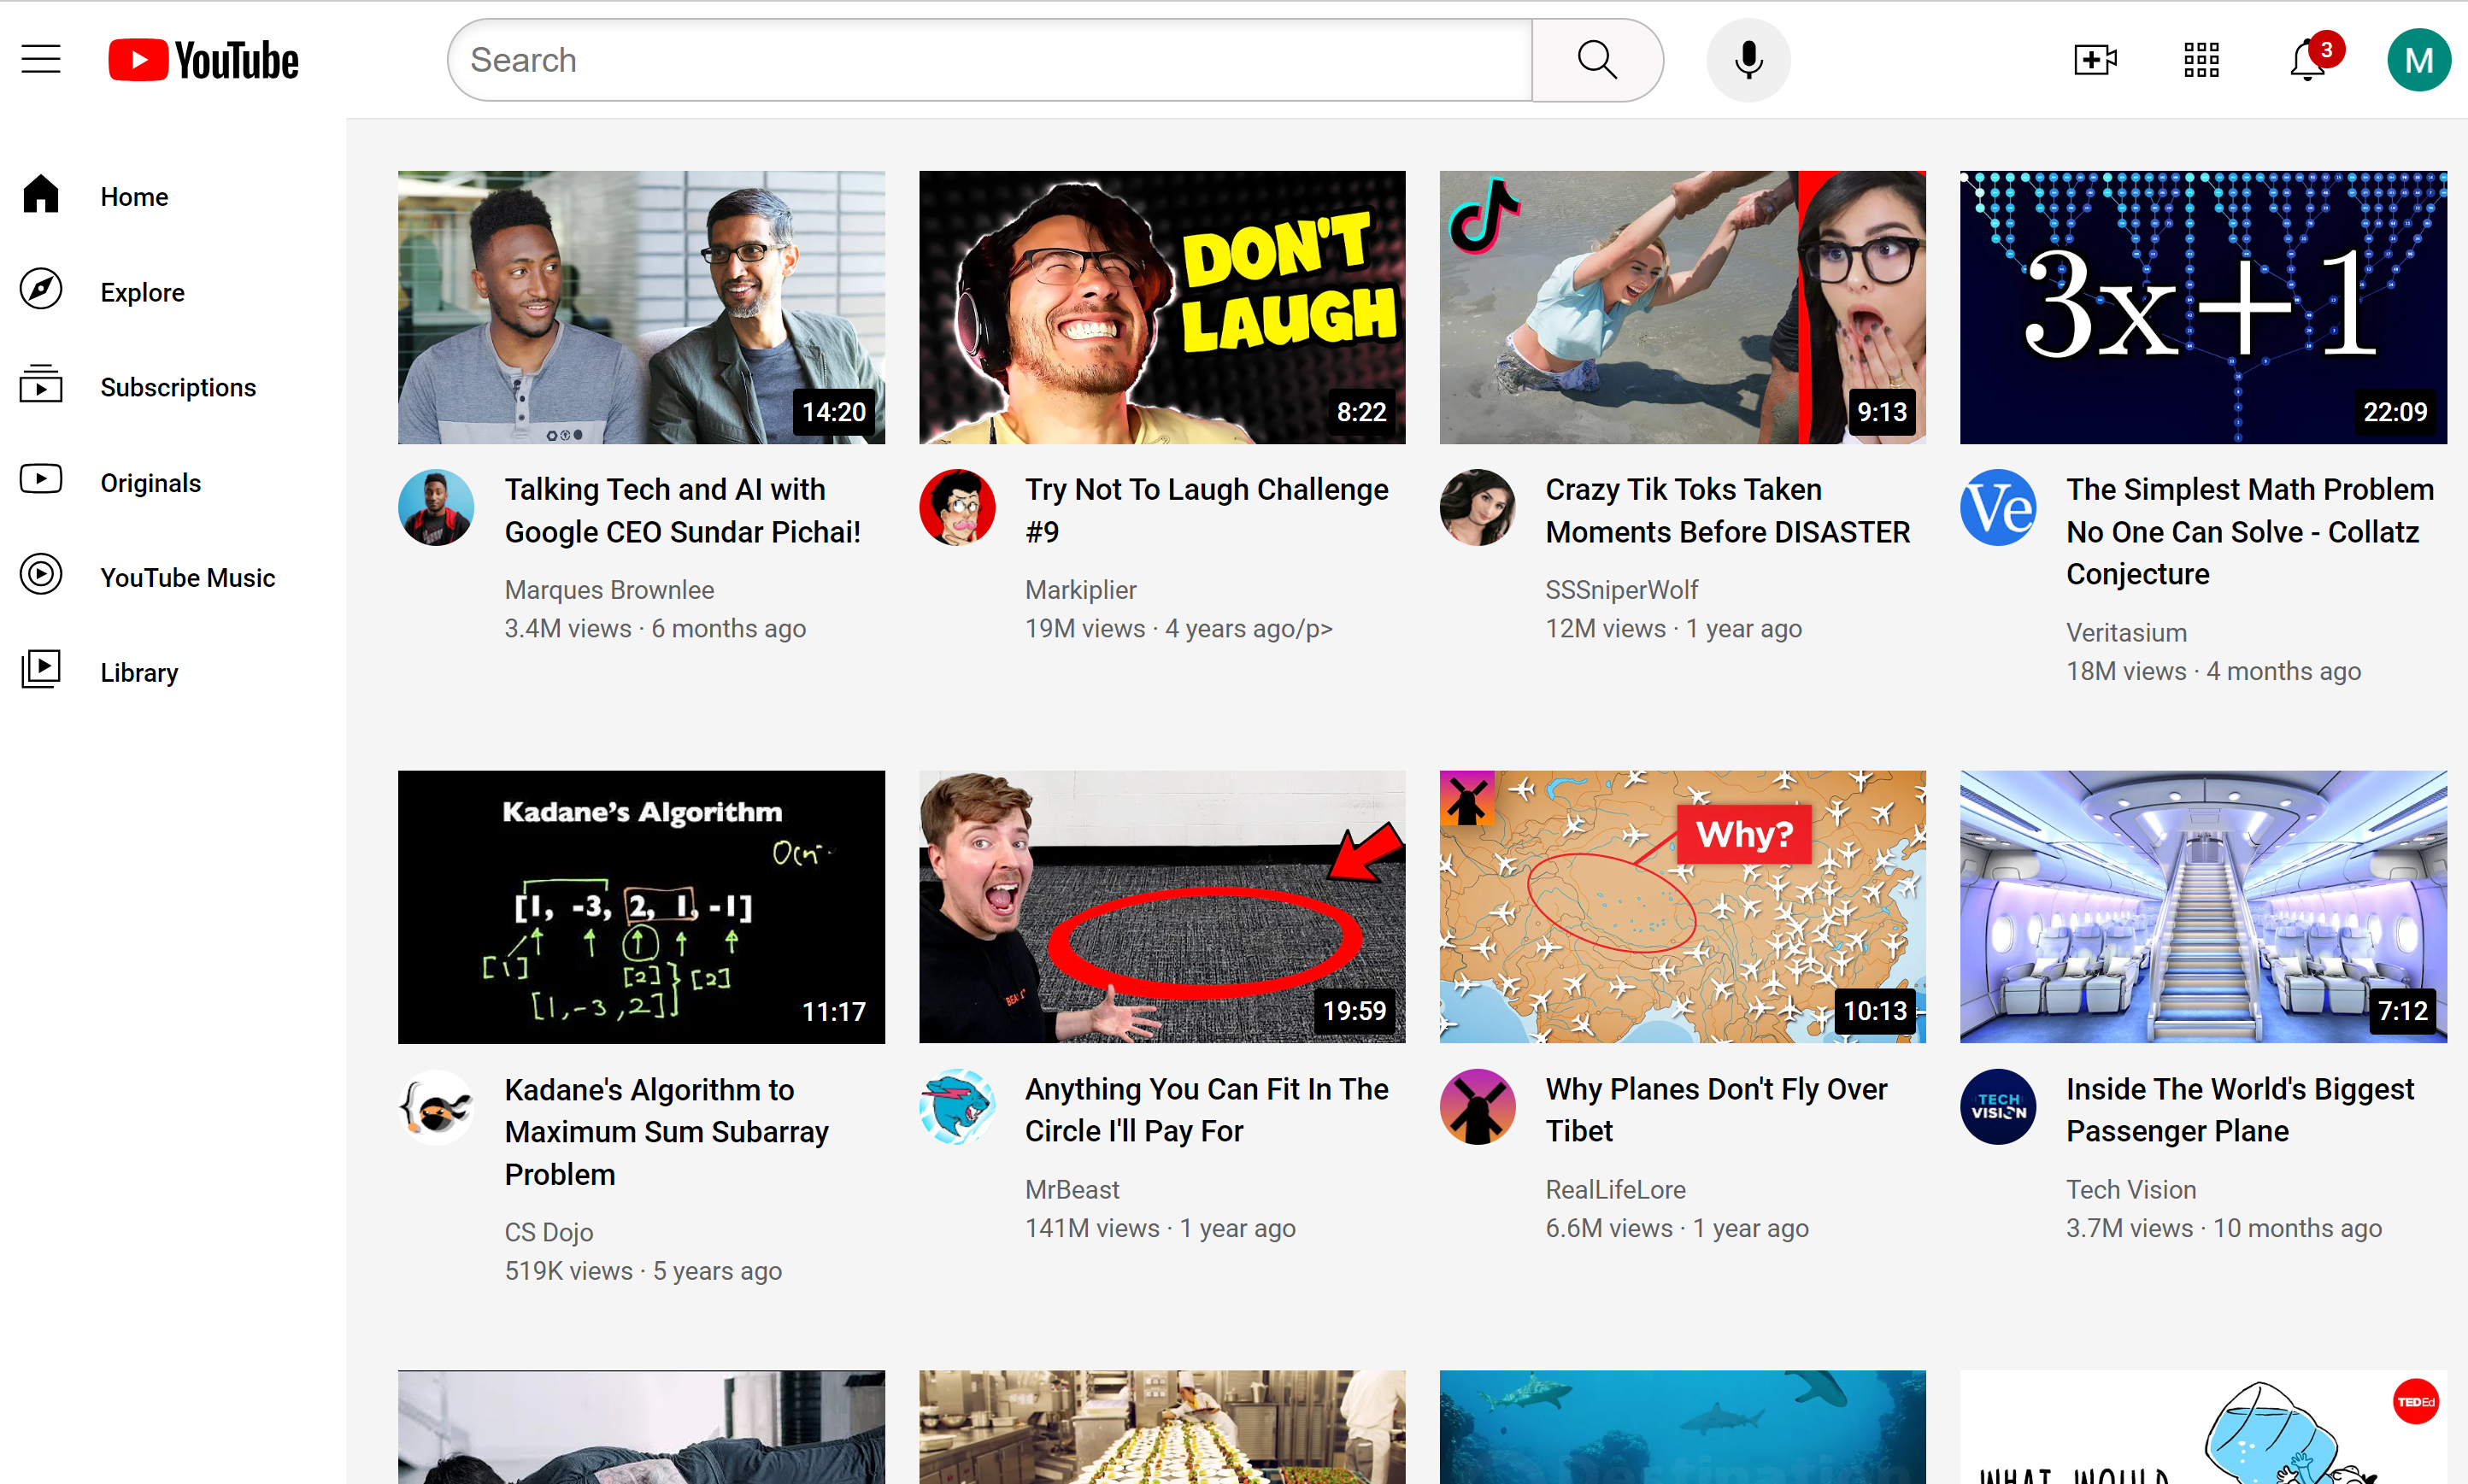 YouTube
Search
3
M
Home
Explore
Subscriptions
Originals
YouTube Music
Library
DON'T
LAUGH
3x+1
14:20
8:22
9:13
22:09
Talking Tech and AI with
Google CEO Sundar Pichai!
Marques Brownlee
3.4M views · 6 months ago
Try Not To Laugh Challenge
#9
Markiplier
19M views · 4 years ago/p>
Crazy Tik Toks Taken
Moments Before DISASTER
SSSniperWolf
12M views · 1 year ago
Ve
The Simplest Math Problem
No One Can Solve - Collatz
Conjecture
Veritasium
18M views · 4 months ago
Kadane's Algorithm
[1, -3, 2, 1, -1]
[1]
[2]
[2]
[1,-3,2]
11:17
19:59
Why?
10:13
7:12
Kadane's Algorithm to
Maximum Sum Subarray
Problem
CS Dojo
519K views · 5 years ago
Anything You Can Fit In The
Circle I'll Pay For
MrBeast
141M views · 1 year ago
Why Planes Don't Fly Over
Tibet
RealLifeLore
6.6M views · 1 year ago
TECH
VISION
Inside The World's Biggest
Passenger Plane
Tech Vision
3.7M views · 10 months ago
TEDEd
WHAT WOULD